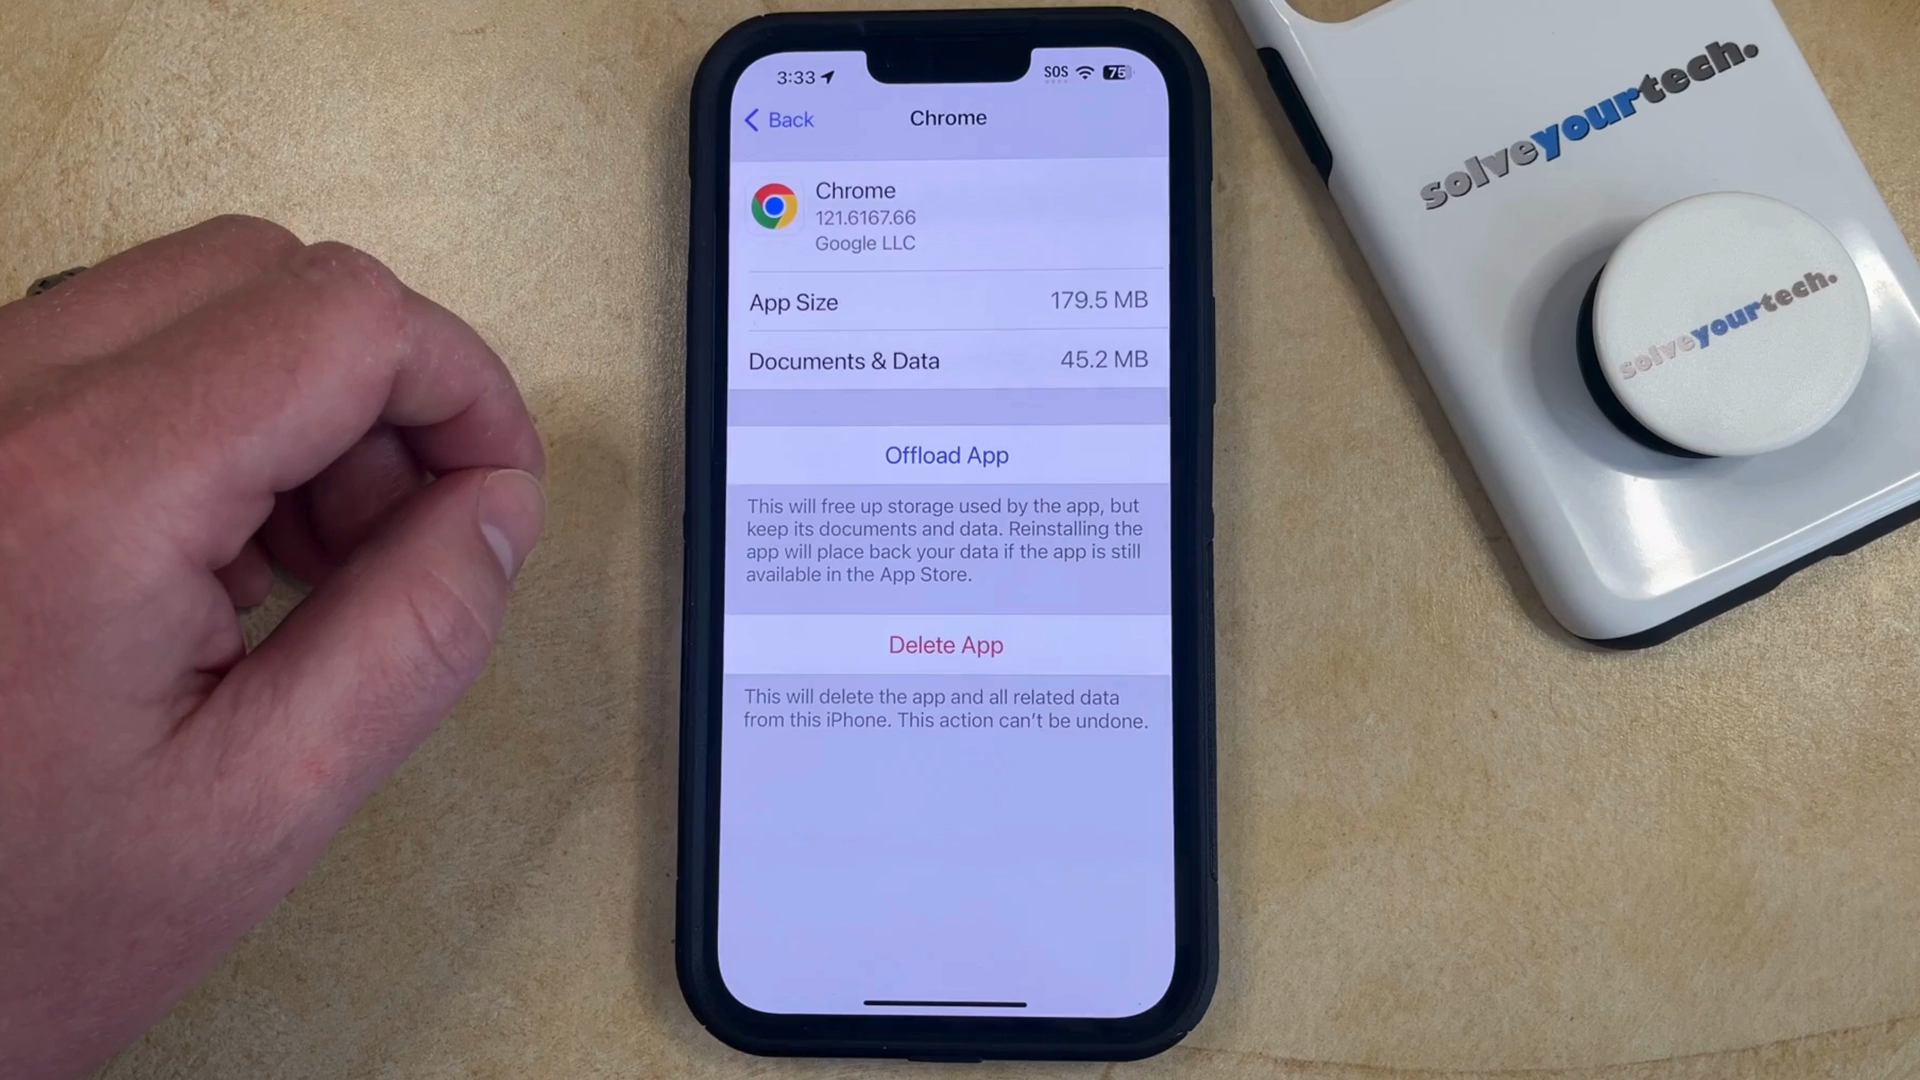 3:33
SOS
75
Back
Chrome
Chrome
121.6167.66
Google LLC
App Size
179.5 MB
Documents & Data
45.2 MB
Offload App
This will free up storage used by the app, but
keep its documents and data. Reinstalling the
app will place back your data if the app is still
available in the App Store.
Delete App
This will delete the app and all related data
from this iPhone. This action can't be undone.
solveyourtech.
solveyourtech.